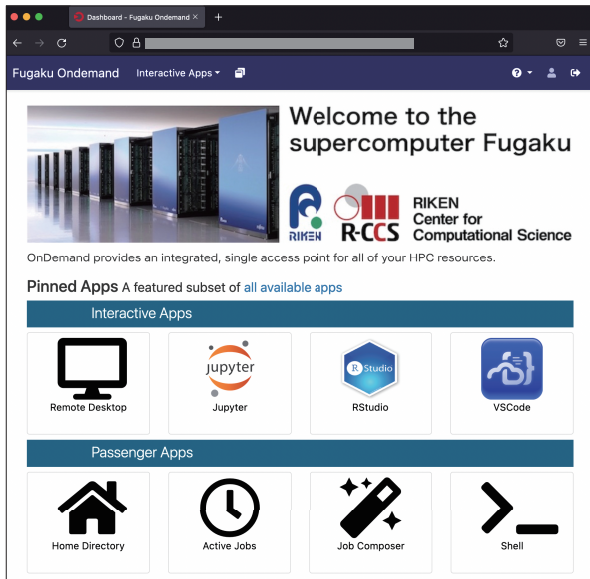 Dashboard - Fugaku Ondemand
Fugaku Ondemand
Interactive Apps
Welcome to the
supercomputer Fugaku
RIKEN
R-CCS
RIKEN
Center for
Computational Science
OnDemand provides an integrated, single access point for all of your HPC resources.
Pinned Apps A featured subset of all available apps
Interactive Apps
Remote Desktop
jupyter
Jupyter
R Studio
RStudio
VSCode
Passenger Apps
Home Directory
Active Jobs
Job Composer
Shell